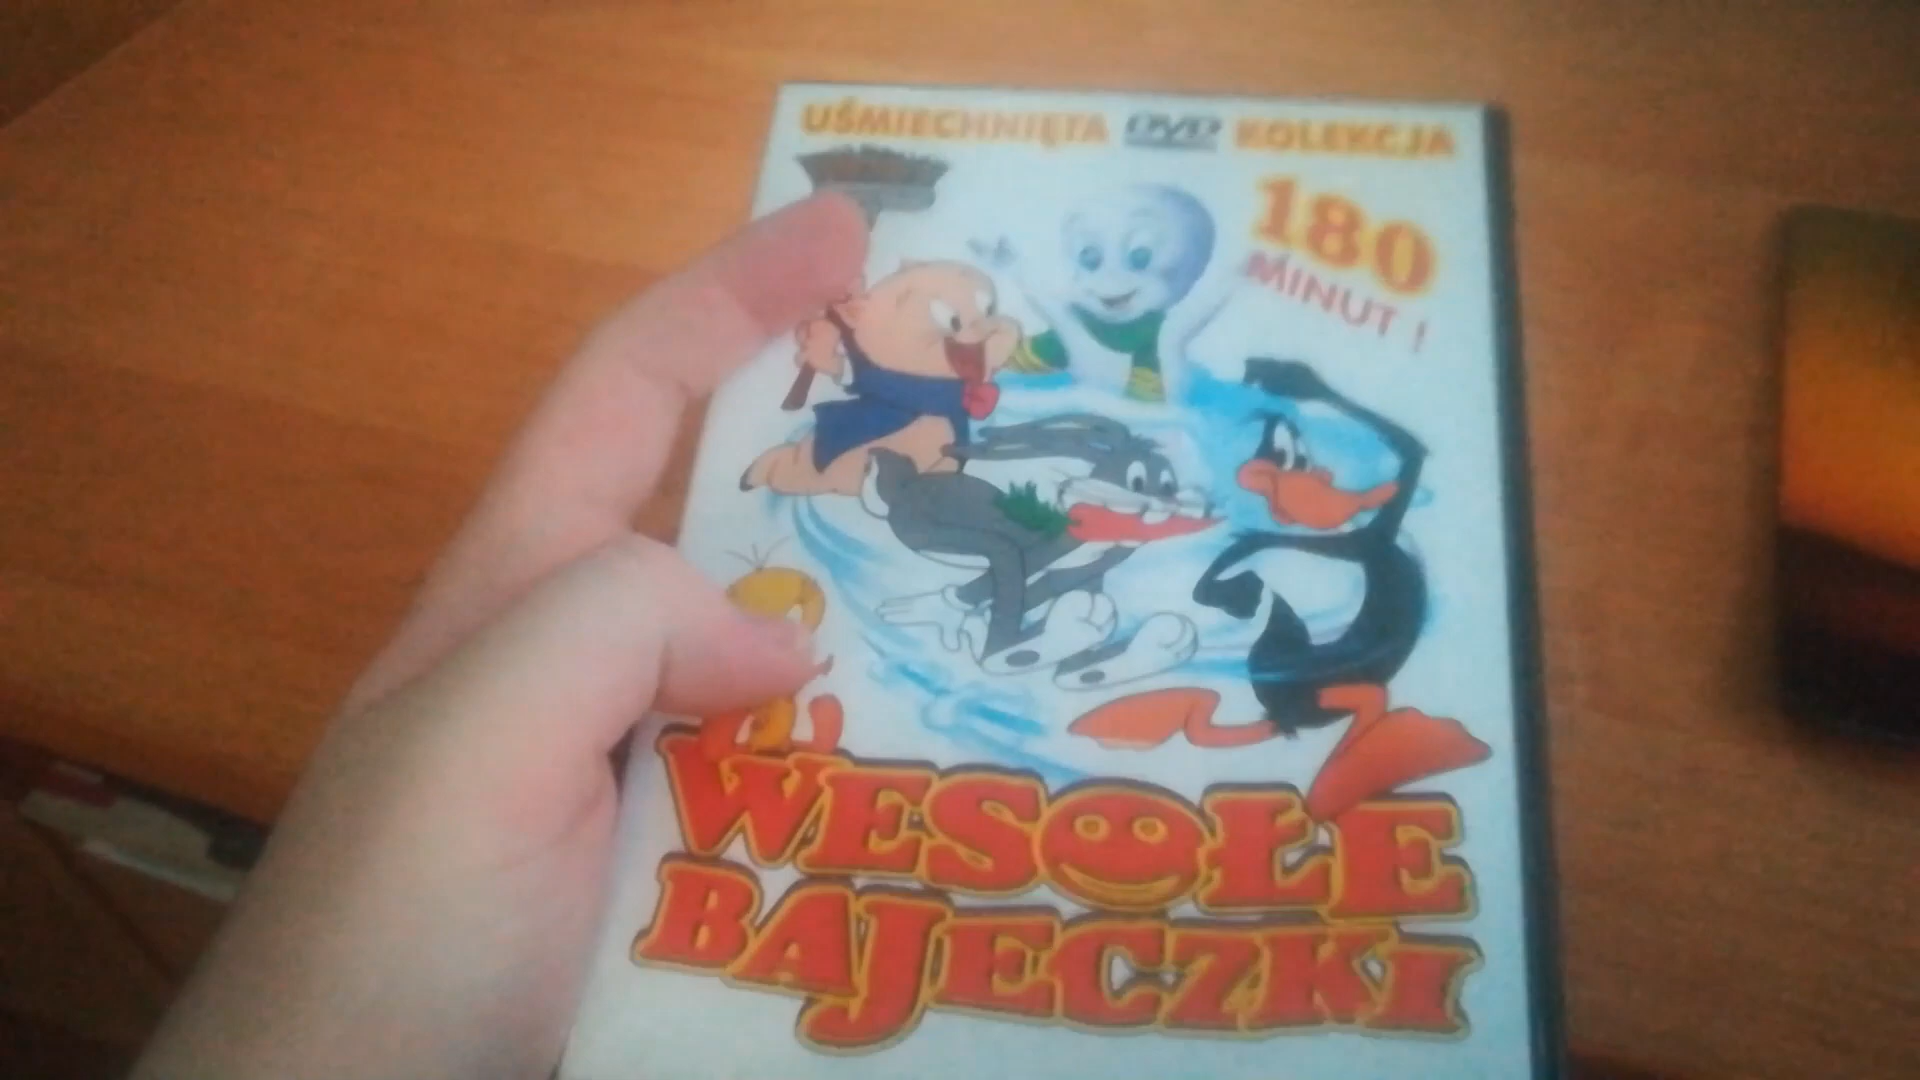 UŚMIECHNIĘTA DVD KOLEKCJA
180
MINUT !
WESOŁE
BAJECZKI